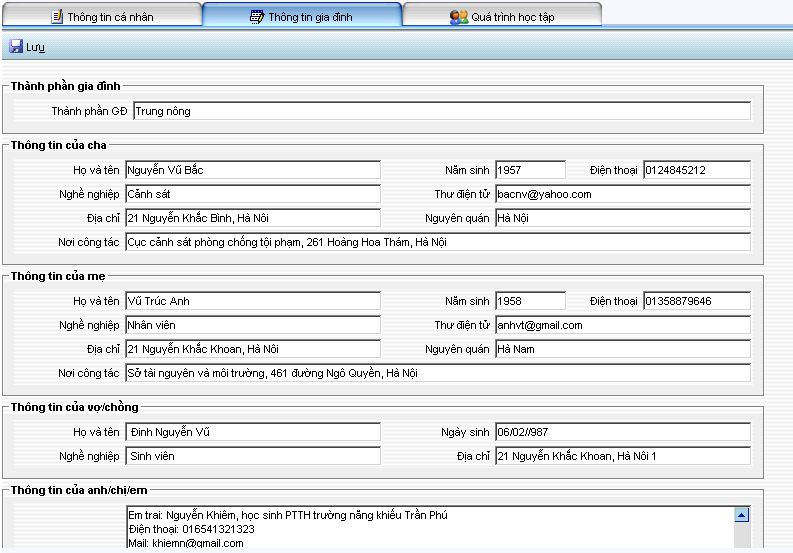 Thông tin cá nhân Thông tin gia đình Quá trình học tập
Lưu
Thành phần gia đình
Thành phần GĐ Trung nông
Thông tin của cha
Họ và tên Nguyễn Vũ Bắc Năm sinh 1957 Điện thoại 0124845212
Nghề nghiệp Cảnh sát Thư điện tử bacnv@yahoo.com
Địa chỉ 21 Nguyễn Khắc Bình, Hà Nôi Nguyên quán Hà Nội
Nơi công tác Cục cảnh sát phòng chống tội phạm, 261 Hoàng Hoa Thám, Hà Nội
Thông tin của mẹ
Họ và tên Vũ Trúc Anh Năm sinh 1958 Điện thoại 01358879646
Nghề nghiệp Nhân viên Thư điện tử anhvt@gmail.com
Địa chỉ 21 Nguyễn Khắc Khoan, Hà Nôi Nguyên quán Hà Nam
Nơi công tác Sở tài nguyên và môi trường, 461 đường Ngô Quyền, Hà Nội
Thông tin của vợ/chồng
Họ và tên Đinh Nguyễn Vũ Ngày sinh 06/02//987
Nghề nghiệp Sinh viên Địa chỉ 21 Nguyễn Khắc Khoan, Hà Nôi 1
Thông tin của anh/chị/em
Em trai: Nguyễn Khiêm, học sinh PTTH trường năng khiếu Trần Phú
Điện thoại: 016541321323
Mail: khiemn@gmail.com